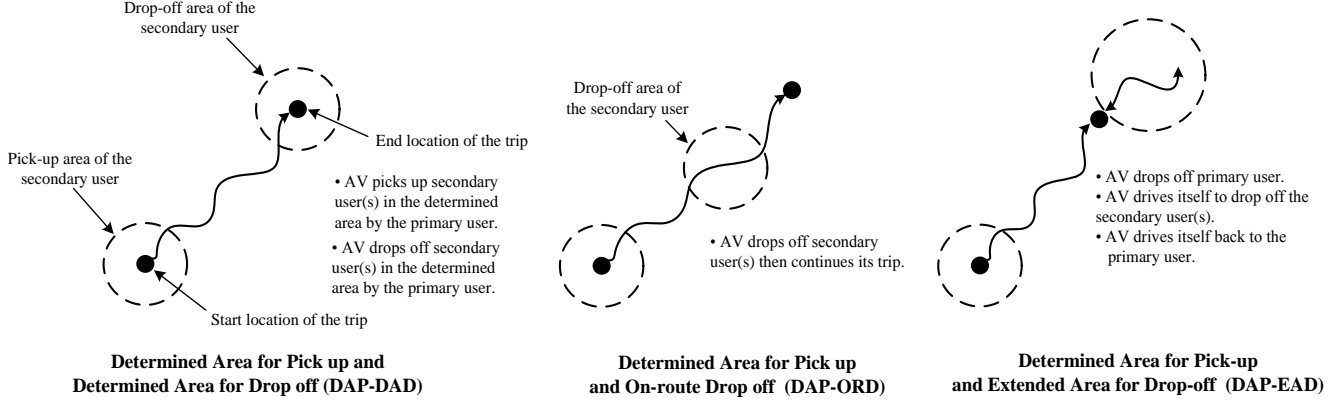 Drop-off area of the
secondary user
End location of the trip
Pick-up area of the
secondary user
• AV picks up secondary
user(s) in the determined
area by the primary user.
• AV drops off secondary
user(s) in the determined
area by the primary user.
Start location of the trip
Determined Area for Pick up and
Determined Area for Drop off (DAP-DAD)
Drop-off area of
the secondary user
• AV drops off secondary
user(s) then continues its trip.
Determined Area for Pick up
and On-route Drop off (DAP-ORD)
• AV drops off primary user.
• AV drives itself to drop off the
secondary user(s).
• AV drives itself back to the
primary user.
Determined Area for Pick-up
and Extended Area for Drop-off (DAP-EAD)